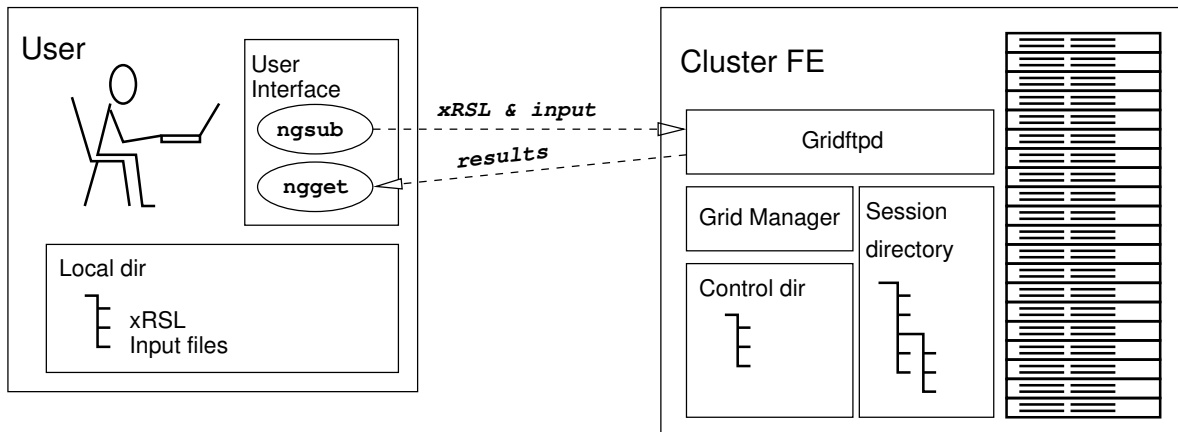 User
User
Interface
ngsub
ngget
Local dir
xRSL
Input files
xRSL & input
results
Cluster FE
Gridftpd
Grid Manager
Session
directory
Control dir